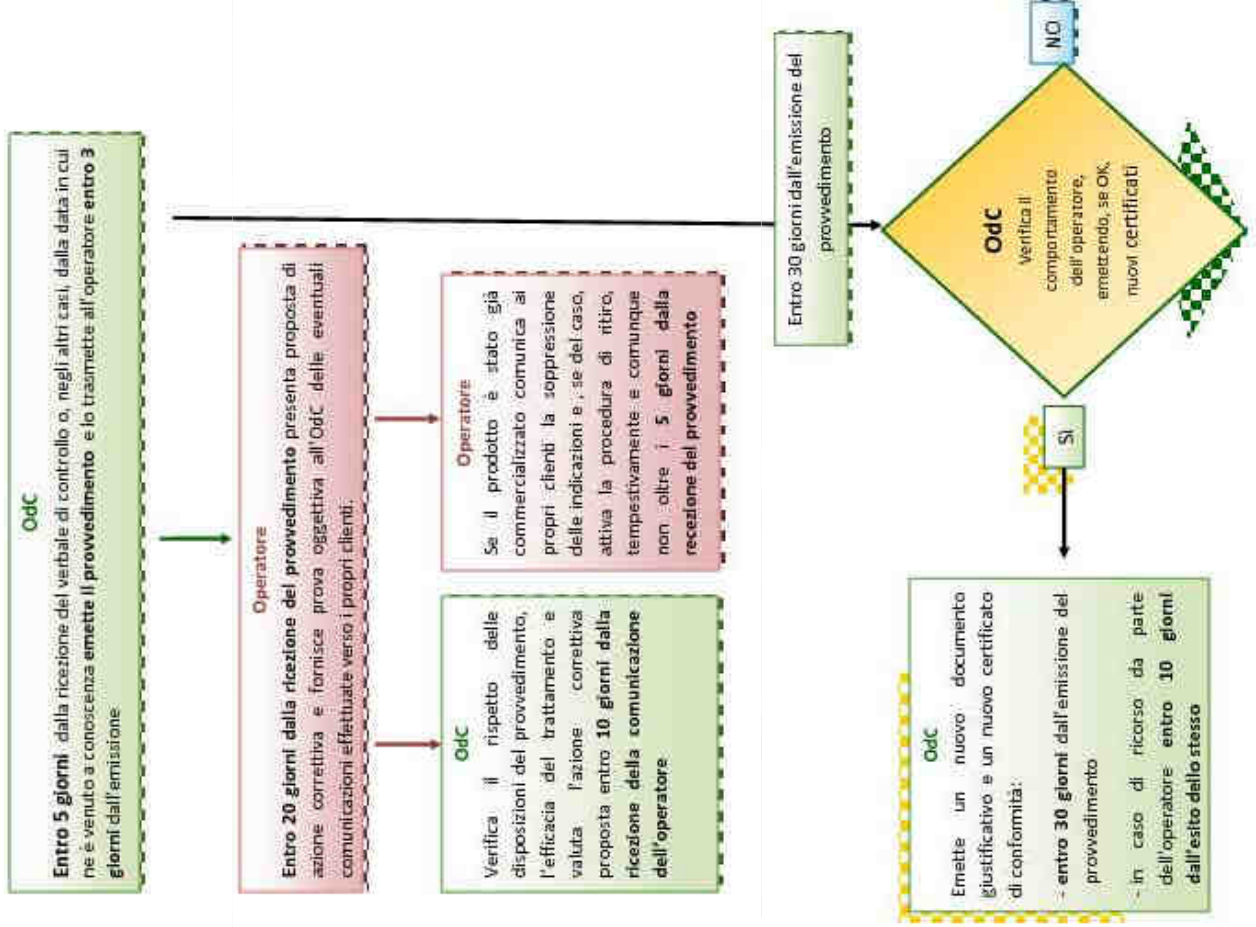 OdC
Entro 5 giorni dalla ricezione del verbale di controllo o, negli altri casi, dalla data in cui
ne è venuto a conoscenza emette il provvedimento e lo trasmette all'operatore entro 3
giorni dall'emissione
Operatore
Entro 20 giorni dalla ricezione del provvedimento presenta proposta di
azione correttiva e fornisce prova oggettiva all'OdC delle eventuali
comunicazioni effettuate verso i propri clienti.
OdC
Verifica il rispetto delle
disposizioni del provvedimento,
l'efficacia del trattamento e
valuta l'azione correttiva
proposta entro 10 giorni dalla
ricezione della comunicazione
dell'operatore
Operatore
Se il prodotto è stato già
commercializzato comunica ai
propri clienti la soppressione
delle indicazioni e , se del caso,
attiva la procedura di ritiro,
tempestivamente e comunque
non oltre i 5 giorni dalla
recezione del provvedimento
Entro 30 giorni dall'emissione del
provvedimento
OdC
Verifica il
comportamento
dell'operatore,
emettendo, se OK,
nuovi certificati
NO
SI
OdC
Emette un nuovo documento
giustificativo e un nuovo certificato
di conformità:
- entro 30 giorni dall'emissione del
provvedimento
- in caso di ricorso da parte
dell'operatore entro 10 giorni
dall'esito dello stesso